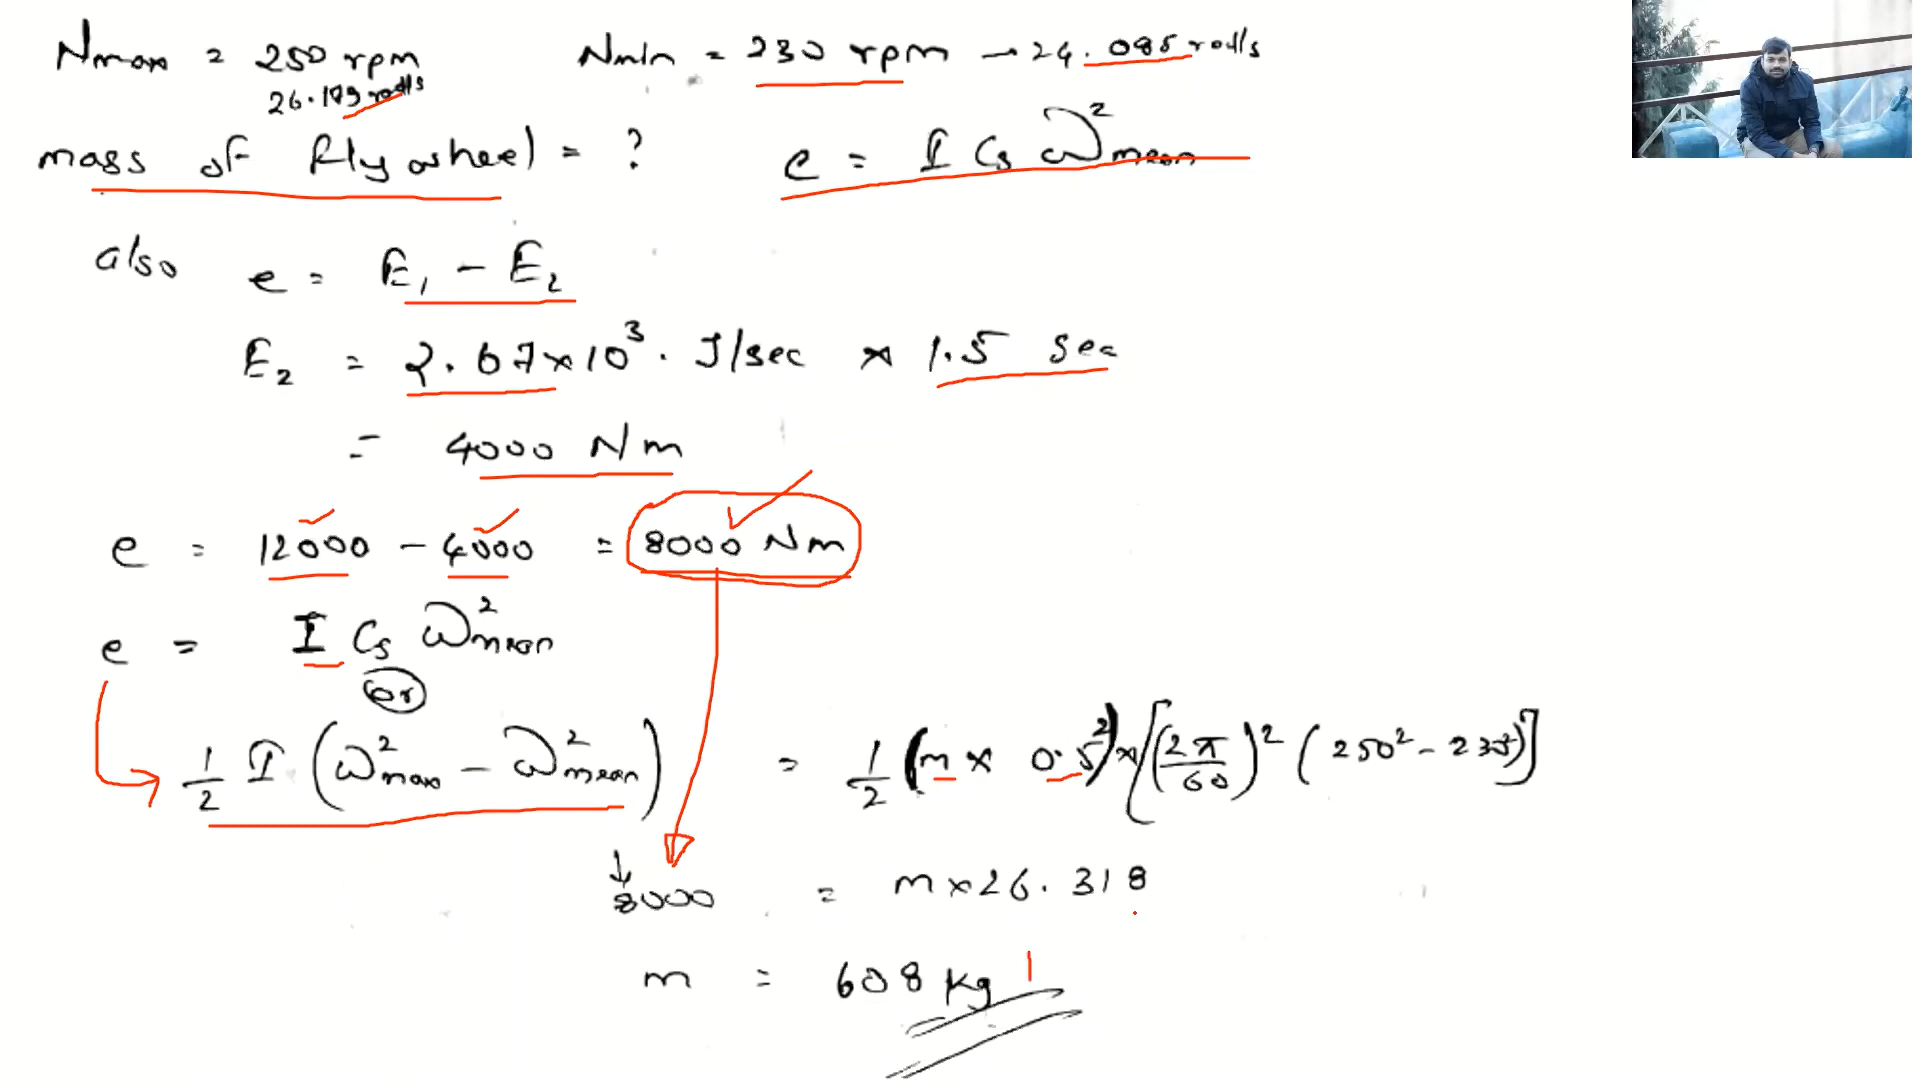 Nmax = 250 rpm Nmin = 230 rpm → 24.085 rad/s
26.179 rad/s
mass of flywheel = ? e = I Cs ω²mean
also e = E₁ − E₂
E₂ = 2.67×10³. J/sec × 1.5 sec
= 4000 Nm
e = 12000 − 4000 = 8000 Nm
e = I Cs ω²mean
or
1/2 I (ω²max − ω²mean) = 1/2 (m × 0.5²) × [(2π/60)² (250² − 230²)]
8000 = m×26.318
m = 608 kg